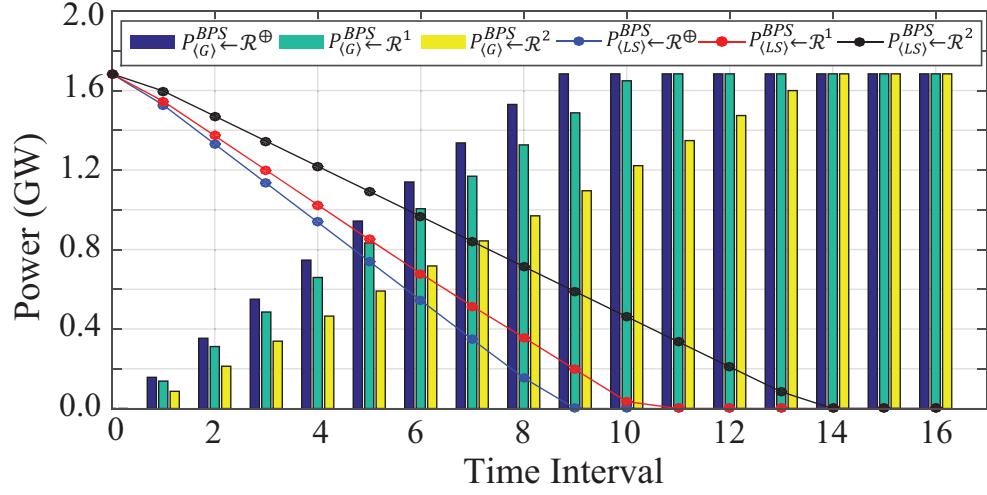 2.0
P^{BPS}_{⟨G⟩}←ℛ^⊕ P^{BPS}_{⟨G⟩}←ℛ^1 P^{BPS}_{⟨G⟩}←ℛ^2 P^{BPS}_{⟨LS⟩}←ℛ^⊕ P^{BPS}_{⟨LS⟩}←ℛ^1 P^{BPS}_{⟨LS⟩}←ℛ^2
1.6
1.2
0.8
0.4
0.0
Power (GW)
0 2 4 6 8 10 12 14 16
Time Interval